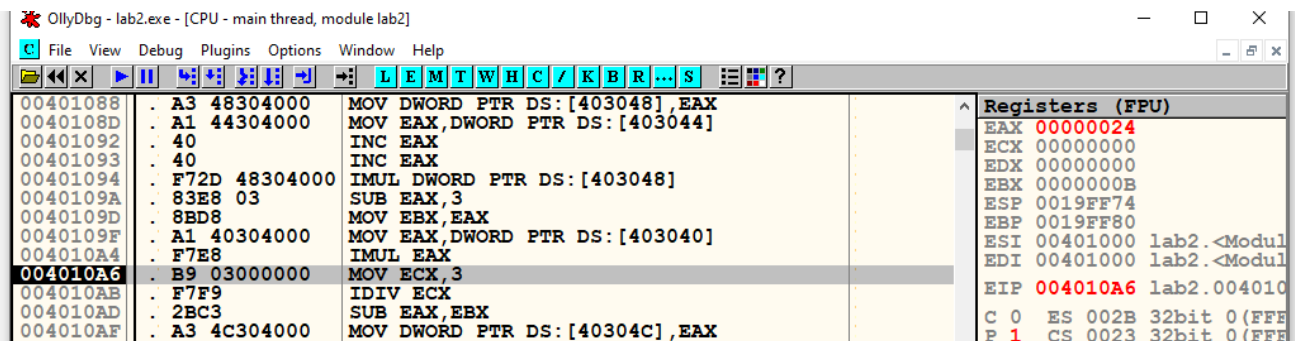 OllyDbg - lab2.exe - [CPU - main thread, module lab2]
C File View Debug Plugins Options Window Help
L E M T W H C / K B R ... S ?
00401088 . A3 48304000 MOV DWORD PTR DS:[403048],EAX
0040108D . A1 44304000 MOV EAX,DWORD PTR DS:[403044]
00401092 . 40 INC EAX
00401093 . 40 INC EAX
00401094 . F72D 48304000 IMUL DWORD PTR DS:[403048]
0040109A . 83E8 03 SUB EAX,3
0040109D . 8BD8 MOV EBX,EAX
0040109F . A1 40304000 MOV EAX,DWORD PTR DS:[403040]
004010A4 . F7E8 IMUL EAX
004010A6 . B9 03000000 MOV ECX,3
004010AB . F7F9 IDIV ECX
004010AD . 2BC3 SUB EAX,EBX
004010AF . A3 4C304000 MOV DWORD PTR DS:[40304C],EAX
Registers (FPU)
EAX 00000024
ECX 00000000
EDX 00000000
EBX 0000000B
ESP 0019FF74
EBP 0019FF80
ESI 00401000 lab2.<Modul
EDI 00401000 lab2.<Modul
EIP 004010A6 lab2.004010
C 0 ES 002B 32bit 0(FFF
P 1 CS 0023 32bit 0(FFF